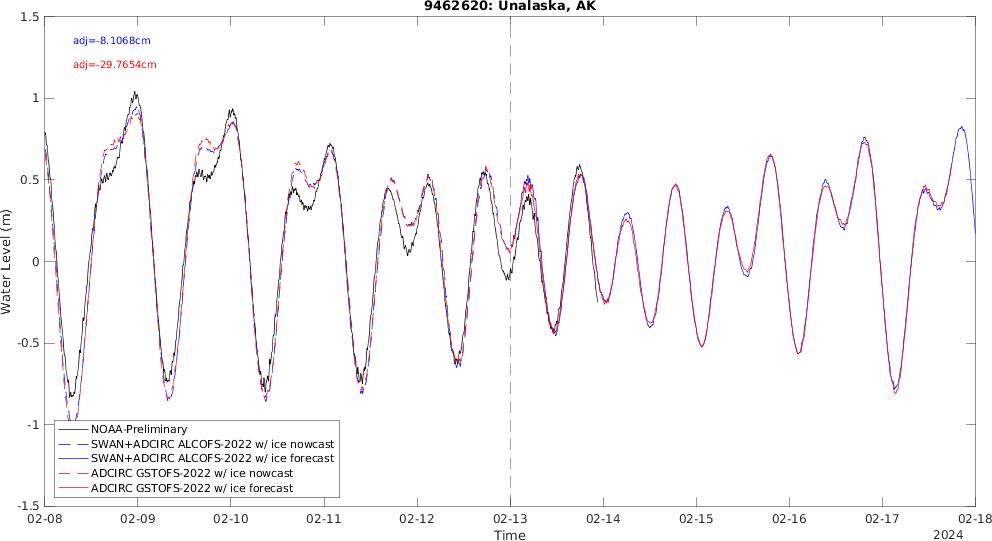 9462620: Unalaska, AK
adj=-8.1068cm
adj=-29.7654cm
Water Level (m)
1.5
1
0.5
0
-0.5
-1
-1.5
NOAA-Preliminary
SWAN+ADCIRC ALCOFS-2022 w/ ice nowcast
SWAN+ADCIRC ALCOFS-2022 w/ ice forecast
ADCIRC GSTOFS-2022 w/ ice nowcast
ADCIRC GSTOFS-2022 w/ ice forecast
02-08 02-09 02-10 02-11 02-12 02-13 02-14 02-15 02-16 02-17 02-18
Time
2024